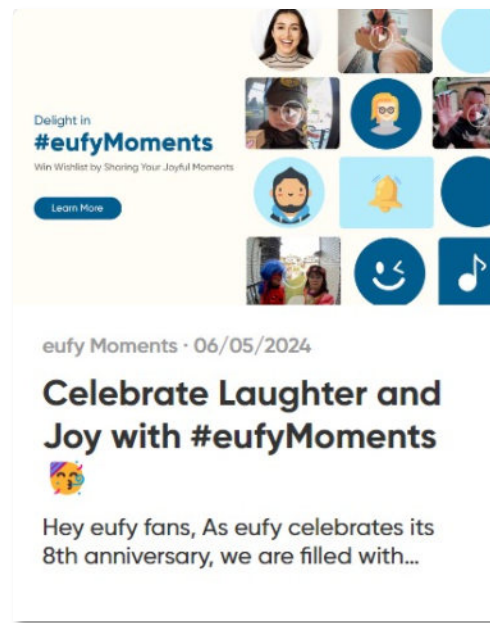 Delight in
#eufyMoments
Win Wishlist by Sharing Your Joyful Moments
Learn More
eufy Moments · 06/05/2024
Celebrate Laughter and
Joy with #eufyMoments
🥳
Hey eufy fans, As eufy celebrates its
8th anniversary, we are filled with...